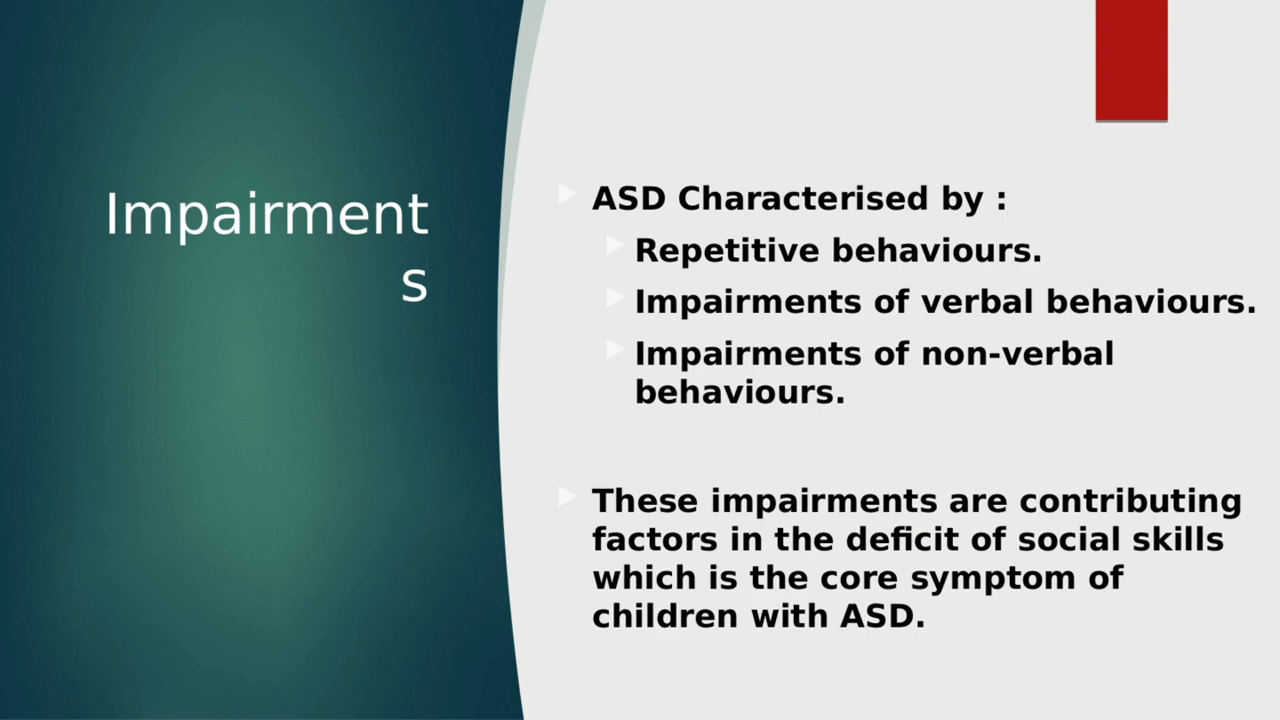 Impairment
s
ASD Characterised by :
Repetitive behaviours.
Impairments of verbal behaviours.
Impairments of non-verbal
behaviours.
These impairments are contributing
factors in the deficit of social skills
which is the core symptom of
children with ASD.